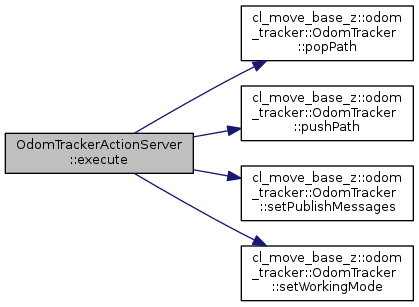 cl_move_base_z::odom
_tracker::OdomTracker
::popPath
cl_move_base_z::odom
_tracker::OdomTracker
::pushPath
OdomTrackerActionServer
::execute
cl_move_base_z::odom
_tracker::OdomTracker
::setPublishMessages
cl_move_base_z::odom
_tracker::OdomTracker
::setWorkingMode